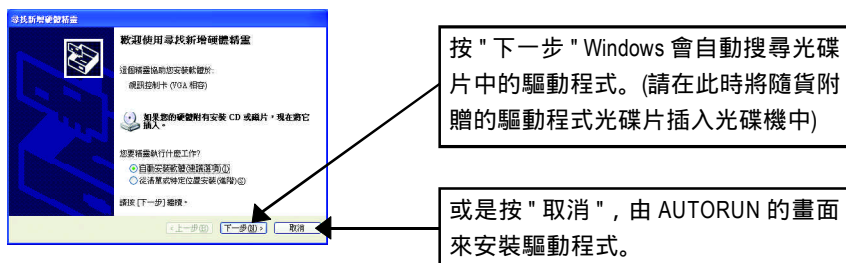 尋找新增硬體精靈
歡迎使用尋找新增硬體精靈
這個精靈協助您安裝軟體於:
視訊控制卡 (VGA 相容)
如果您的硬體附有安裝 CD 或磁片，現在將它
插入。
您要精靈執行什麼工作?
自動安裝軟體(建議選項)(I)
從清單或特定位置安裝(進階)(S)
請按 [下一步] 繼續。
<上一步(B)
下一步(N) >
取消
按 " 下一步 " Windows 會自動搜尋光碟
片中的驅動程式。(請在此時將隨貨附
贈的驅動程式光碟片插入光碟機中)
或是按 " 取消 "，由 AUTORUN 的畫面
來安裝驅動程式。